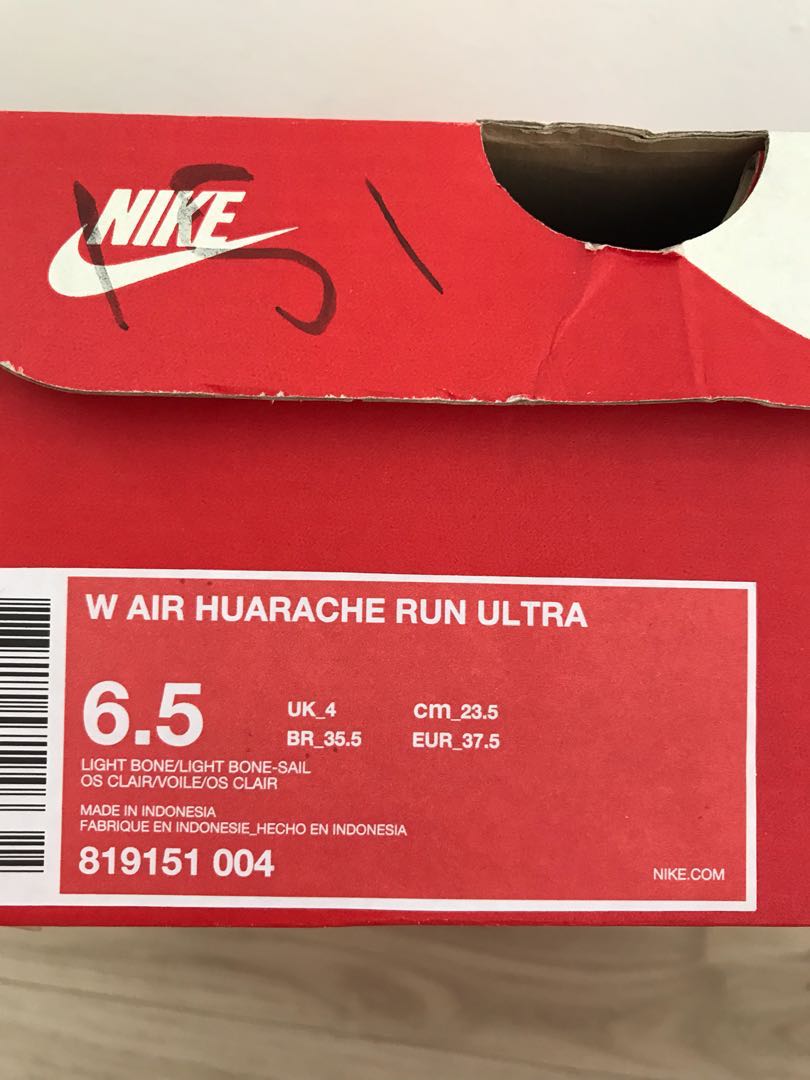 NIKE
151
W AIR HUARACHE RUN ULTRA
6.5
UK_4 cm_23.5
BR_35.5 EUR_37.5
LIGHT BONE/LIGHT BONE-SAIL
OS CLAIR/VOILE/OS CLAIR
MADE IN INDONESIA
FABRIQUE EN INDONESIE_HECHO EN INDONESIA
819151 004
NIKE.COM